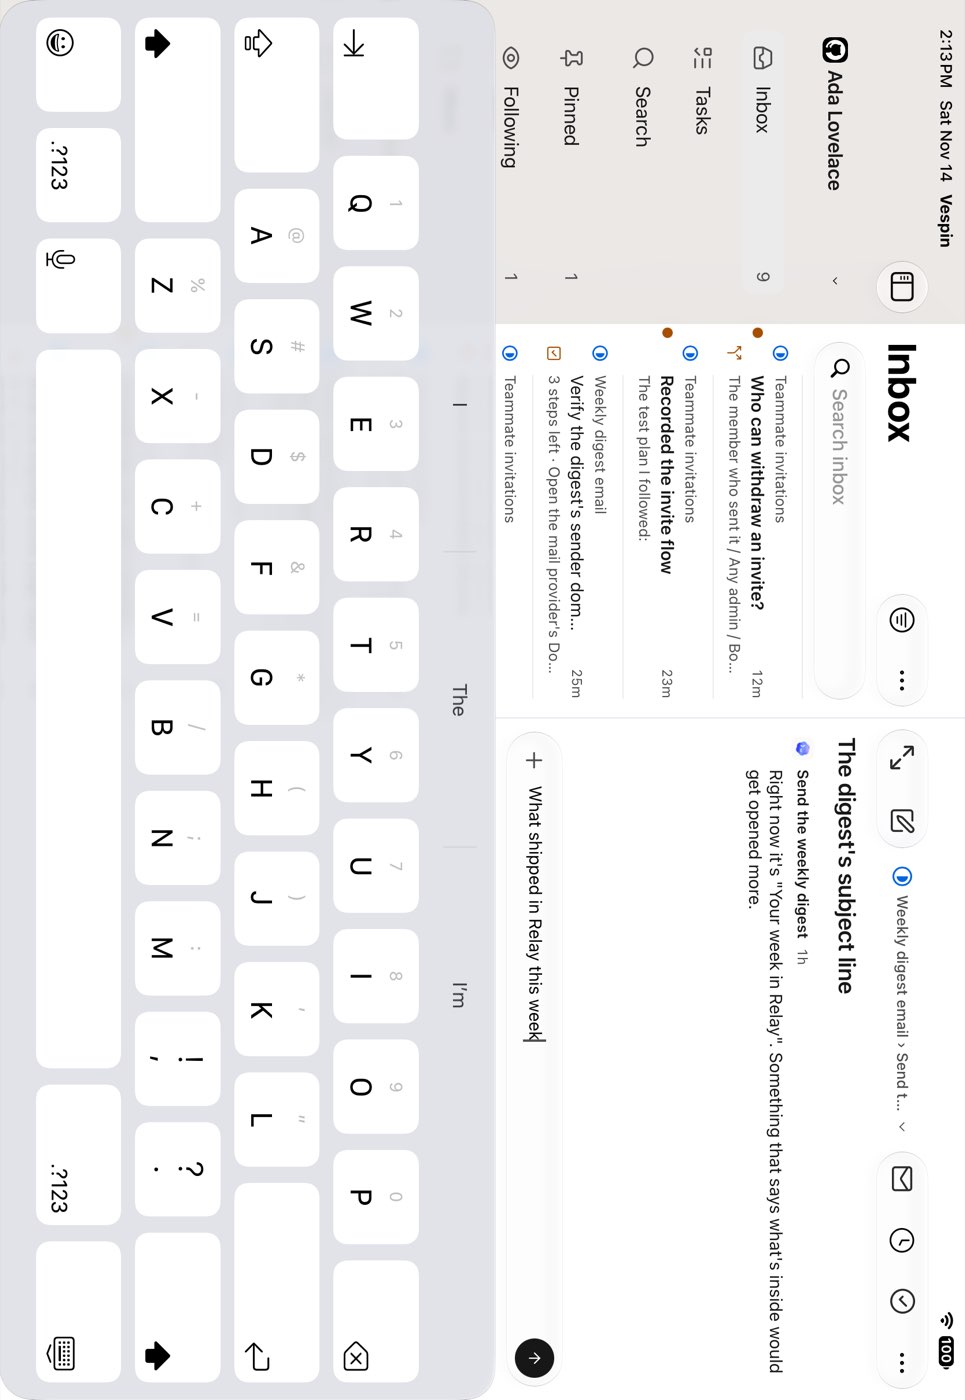 2:13 PM Sat Nov 14 Vespin
100
Ada Lovelace
Inbox 9
Tasks
Search
Pinned 1
Following 1
Inbox
Search inbox
Teammate invitations
Who can withdraw an invite? 12m
The member who sent it / Any admin / Bo...
Teammate invitations
Recorded the invite flow 23m
The test plan I followed:
Weekly digest email
Verify the digest's sender dom... 25m
3 steps left · Open the mail provider's Do...
Teammate invitations
Weekly digest email › Send t...
The digest's subject line
Send the weekly digest 1h
Right now it's "Your week in Relay". Something that says what's inside would
get opened more.
What shipped in Relay this week
I The I'm
1 2 3 4 5 6 7 8 9 0
Q W E R T Y U I O P
@ # $ & * ( ) ' "
A S D F G H J K L
% - + = / ; : ! ?
Z X C V B N M , .
.?123 .?123